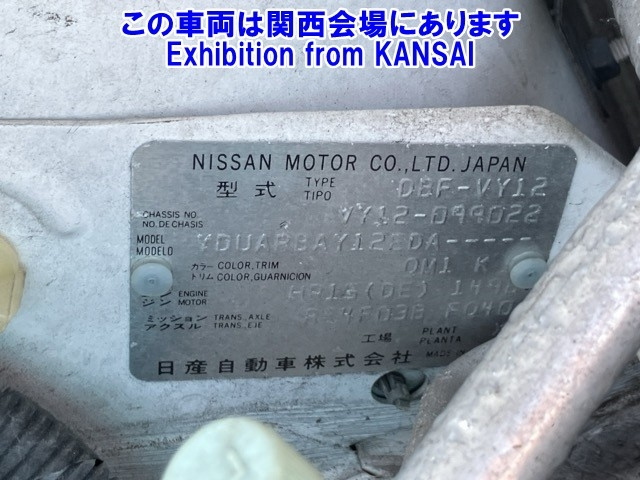 この車両は関西会場にあります
Exhibition from KANSAI
NISSAN MOTOR CO.,LTD.JAPAN
型式 TYPE TIPO DBF-VY12
CHASSIS NO. NO.DE CHASIS VY12-099022
MODEL MODELO
カラー COLOR,TRIM QM1 K
トリム COLOR,GUARNICION
ENGINE
ジン MOTOR HR15(DE)
ミッション TRANS.AXLE
アクスル TRANS.EJE
工場 PLANT PLANTA
日産自動車株式会社 MADE